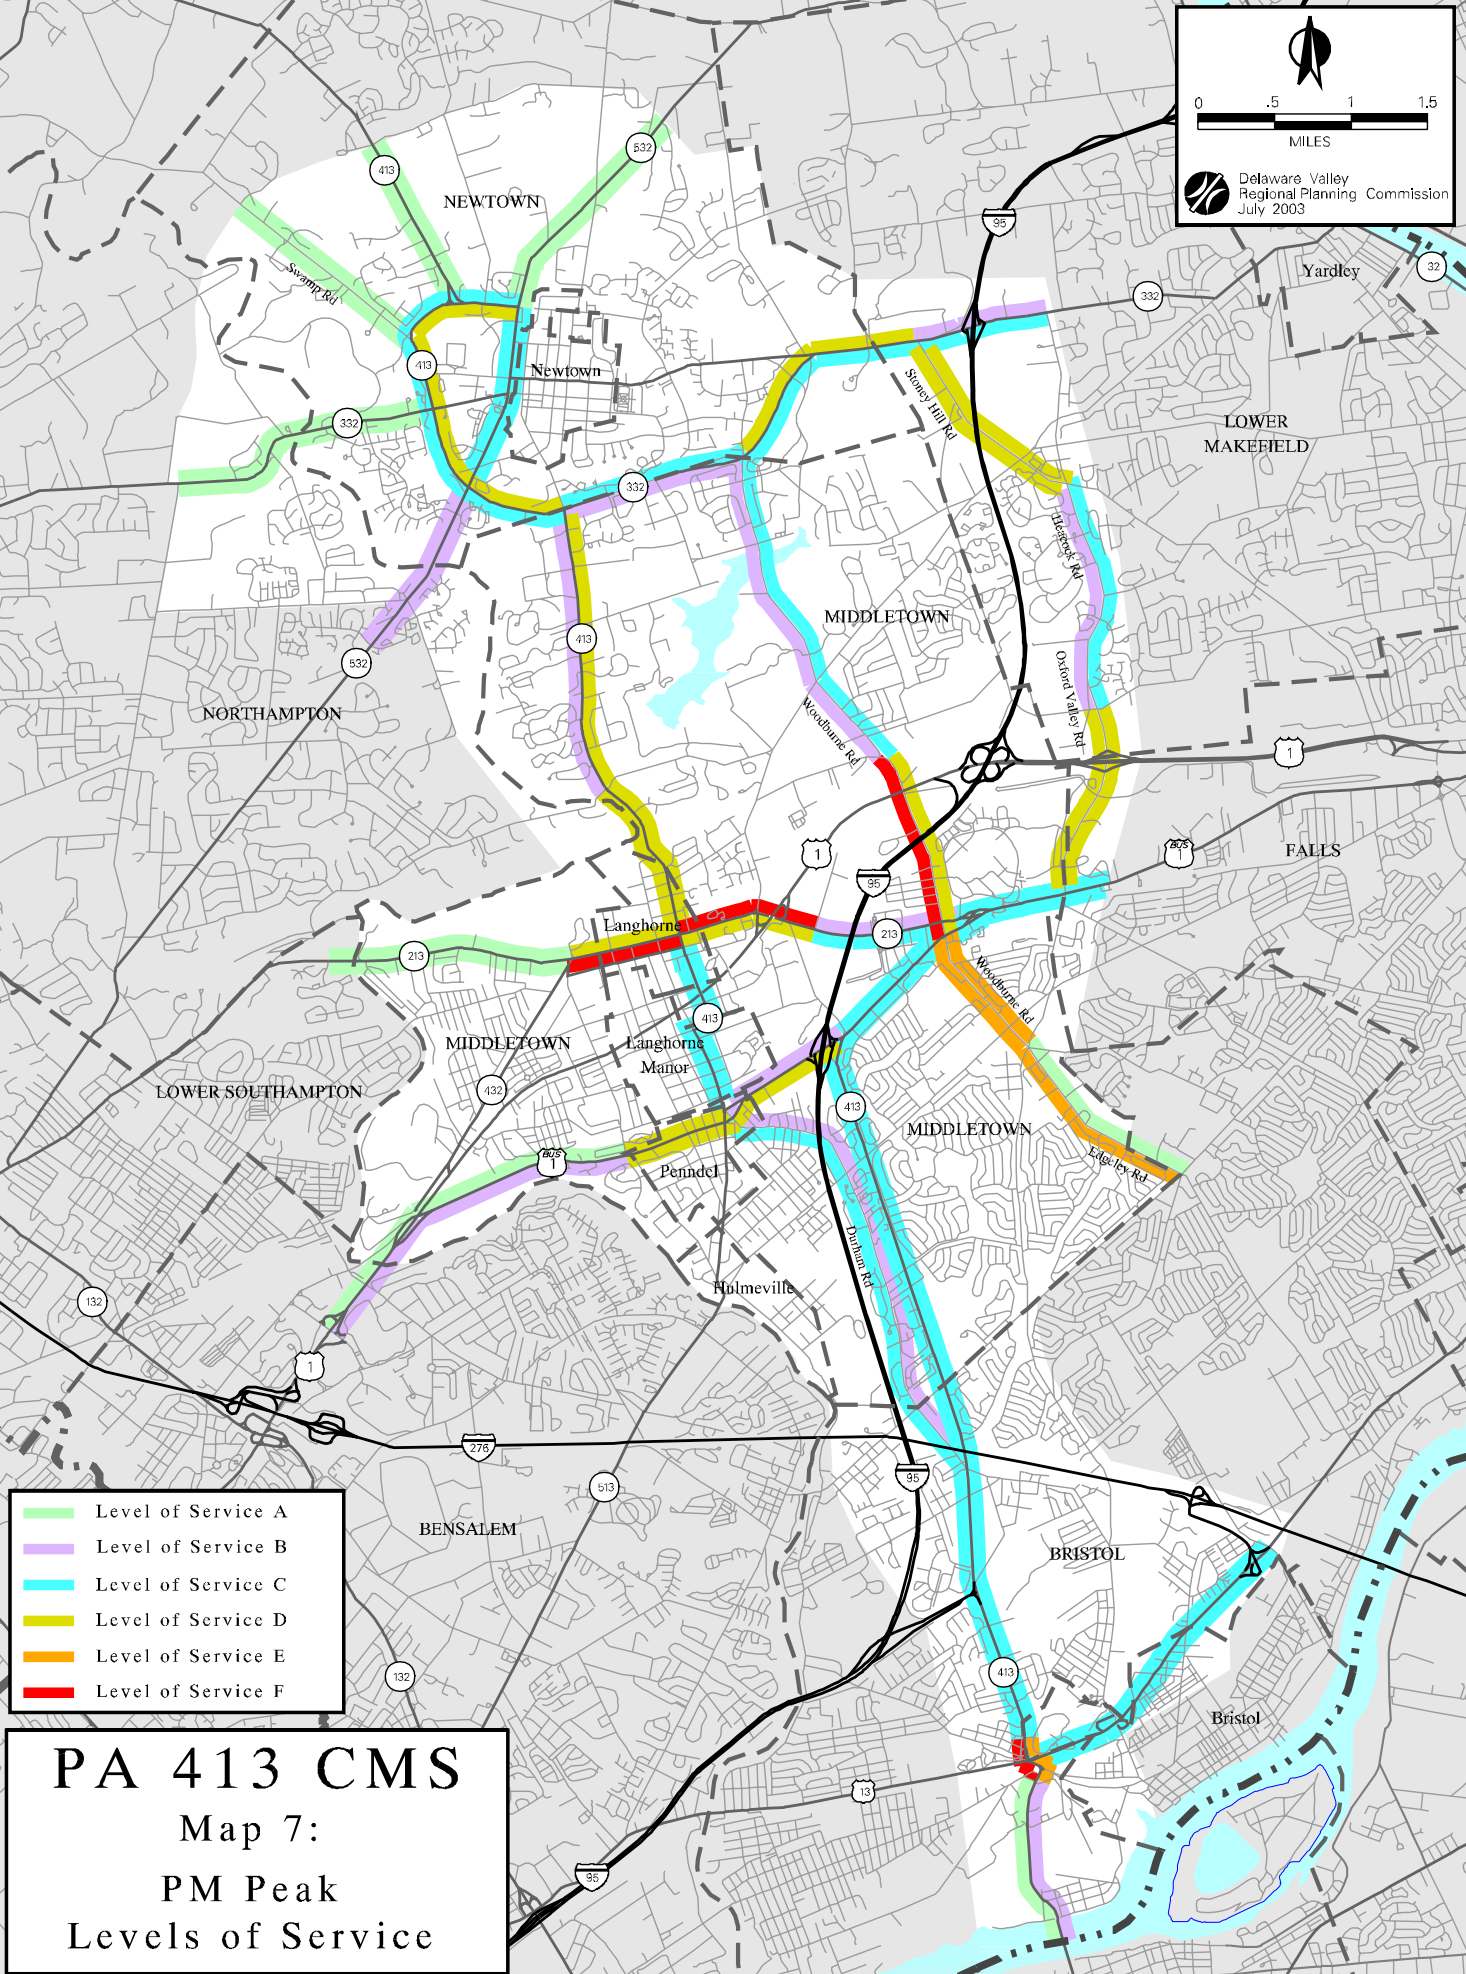 0 .5 1 1.5
MILES
Delaware Valley
Regional Planning Commission
July 2003
532
413
NEWTOWN
95
Yardley
32
Swamp Rd
332
413
Newtown
Stoney Hill Rd
332
LOWER
MAKEFIELD
332
Heacock Rd
MIDDLETOWN
413
532
Oxford Valley Rd
NORTHAMPTON
Woodburne Rd
1
1
BUS
1
FALLS
95
Langhorne
213
213
Woodburne Rd
413
MIDDLETOWN
Langhorne
Manor
LOWER SOUTHAMPTON
432
413
MIDDLETOWN
Edgeley Rd
BUS
1
Penndel
Durham Rd
Hulmeville
132
1
276
95
513
BENSALEM
BRISTOL
Level of Service A
Level of Service B
Level of Service C
Level of Service D
Level of Service E
Level of Service F
132
413
Bristol
13
95
PA 413 CMS
Map 7:
PM Peak
Levels of Service